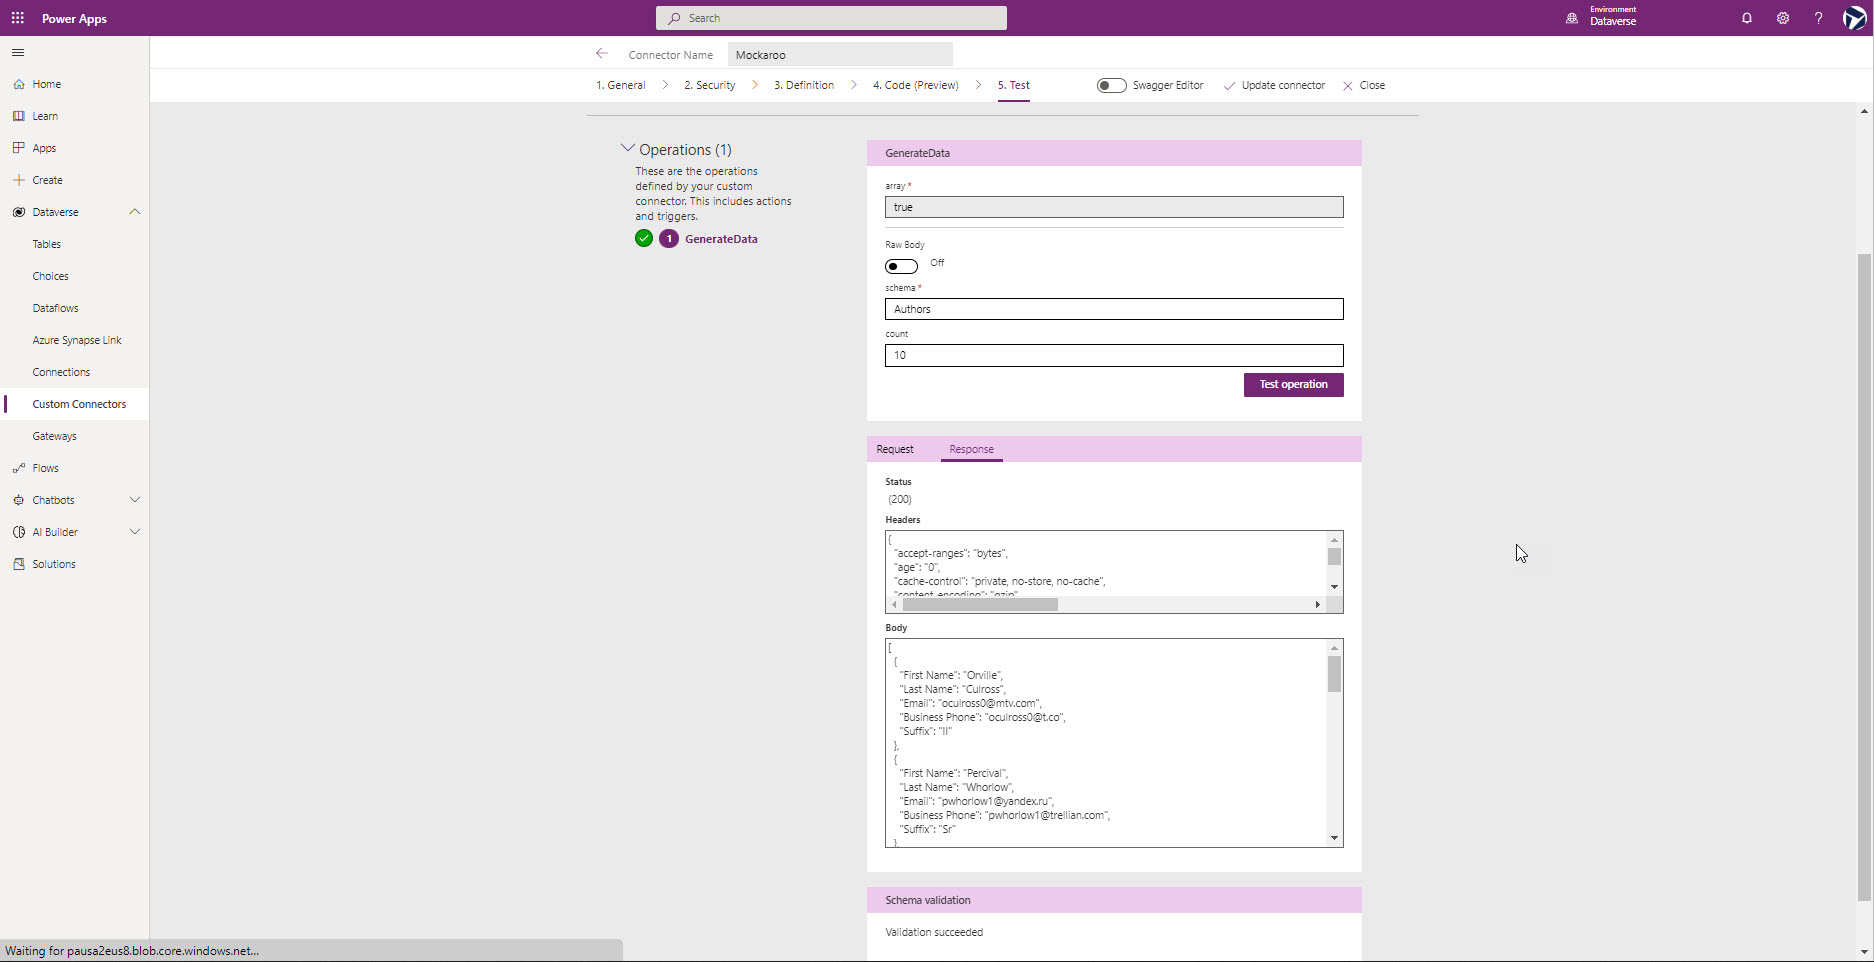 Power Apps
Search
Environment
Dataverse
?
Connector Name
Mockaroo
1. General
2. Security
3. Definition
4. Code (Preview)
5. Test
Swagger Editor
Update connector
Close
Home
Learn
Apps
Create
Dataverse
Tables
Choices
Dataflows
Azure Synapse Link
Connections
Custom Connectors
Gateways
Flows
Chatbots
AI Builder
Solutions
Operations (1)
These are the operations
defined by your custom
connector. This includes actions
and triggers.
1 GenerateData
GenerateData
array *
true
Raw Body
Off
schema *
Authors
count
10
Test operation
Request
Response
Status
(200)
Headers
{
"accept-ranges": "bytes",
"age": "0",
"cache-control": "private, no-store, no-cache",
"content-encoding": "gzip",
Body
[
{
"First Name": "Orville",
"Last Name": "Culross",
"Email": "oculross0@mtv.com",
"Business Phone": "oculross0@t.co",
"Suffix": "II"
},
{
"First Name": "Percival",
"Last Name": "Whorlow",
"Email": "pwhorlow1@yandex.ru",
"Business Phone": "pwhorlow1@trellian.com",
"Suffix": "Sr"
},
Schema validation
Validation succeeded
Waiting for pausa2eus8.blob.core.windows.net...